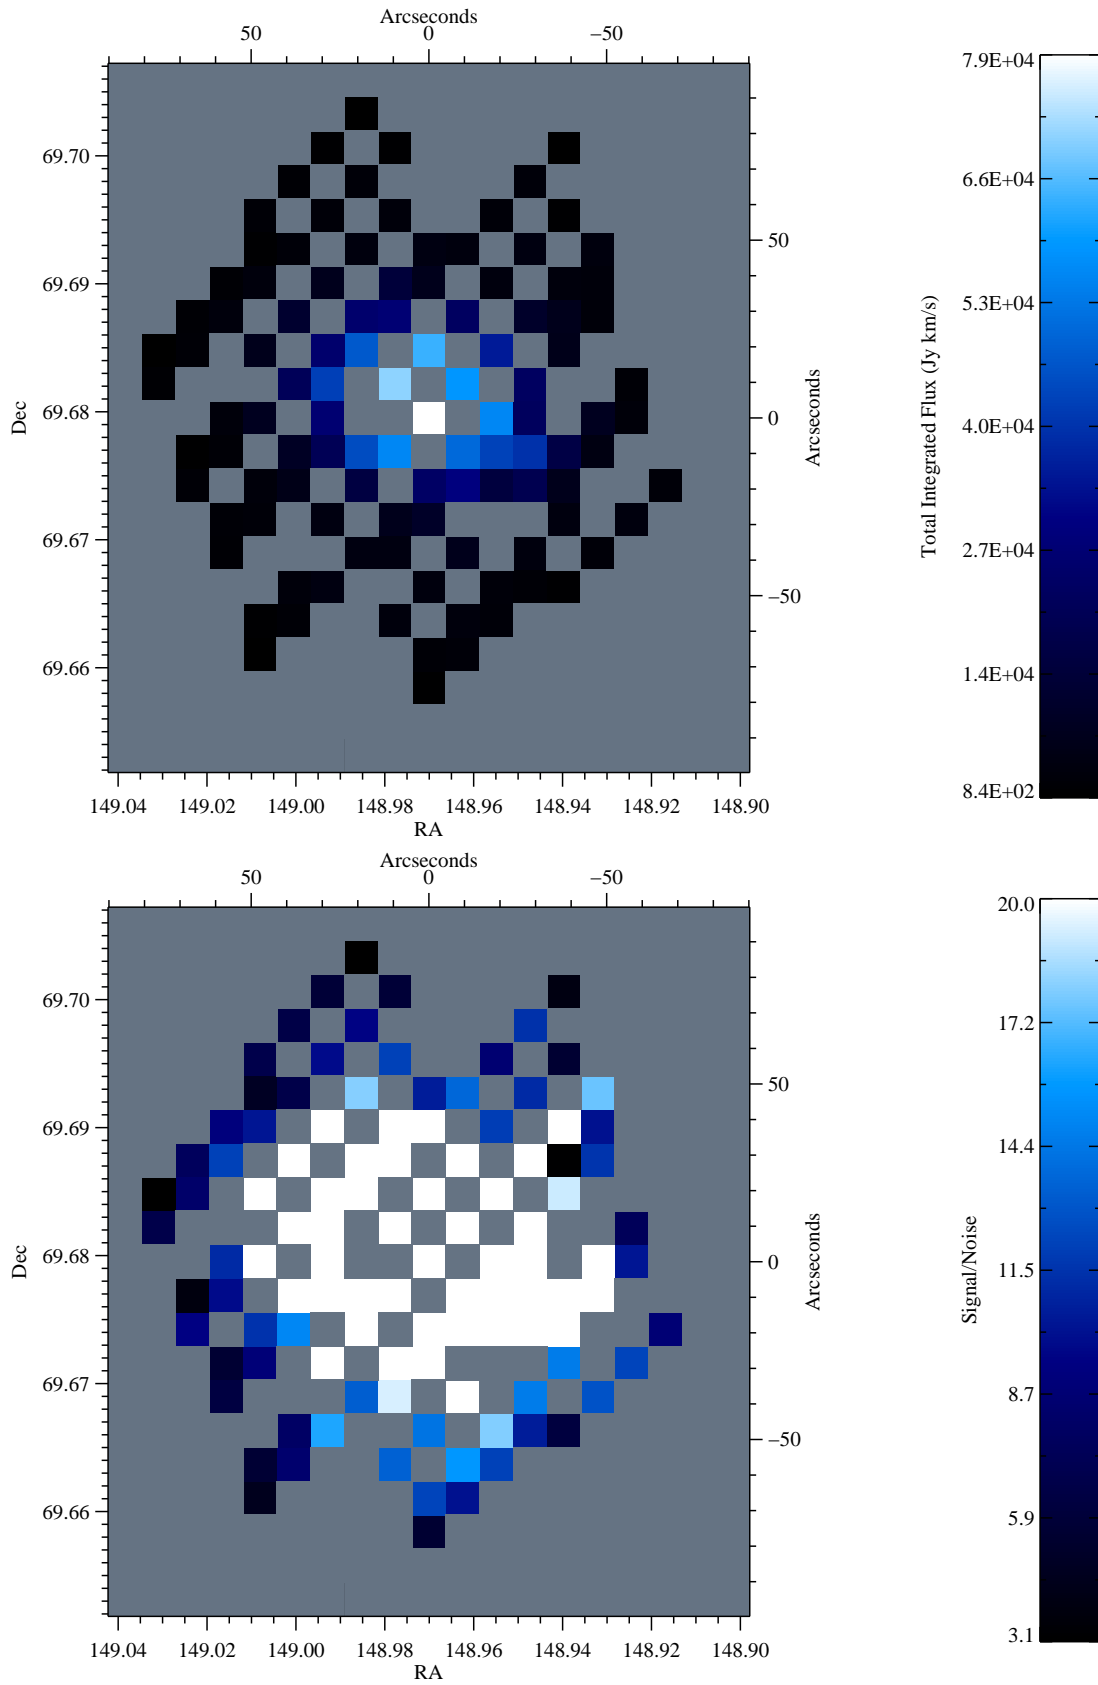 Arcseconds
50 0 −50
69.70
69.69
69.68
69.67
69.66
Dec
50
0
−50
Arcseconds
149.04 149.02 149.00 148.98 148.96 148.94 148.92 148.90
RA
7.9E+04
6.6E+04
5.3E+04
4.0E+04
2.7E+04
1.4E+04
8.4E+02
Total Integrated Flux (Jy km/s)
Arcseconds
50 0 −50
69.70
69.69
69.68
69.67
69.66
Dec
50
0
−50
Arcseconds
149.04 149.02 149.00 148.98 148.96 148.94 148.92 148.90
RA
20.0
17.2
14.4
11.5
8.7
5.9
3.1
Signal/Noise